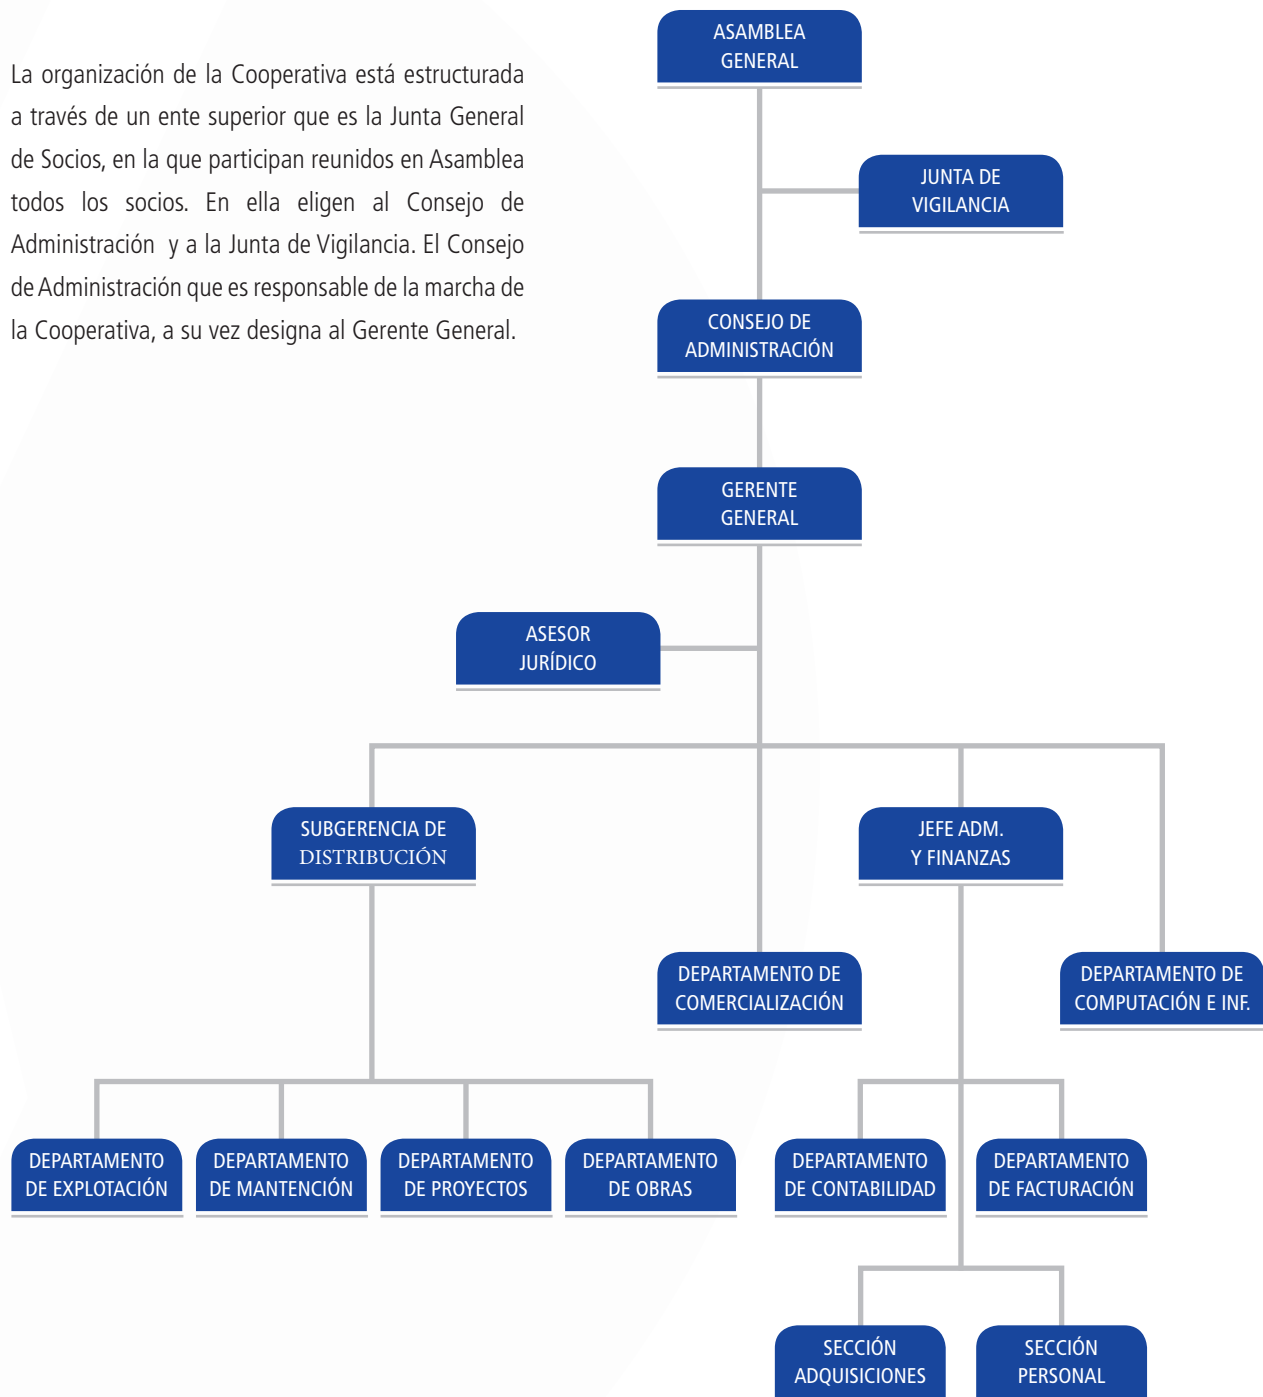 La organización de la Cooperativa está estructurada
a través de un ente superior que es la Junta General
de Socios, en la que participan reunidos en Asamblea
todos los socios. En ella eligen al Consejo de
Administración y a la Junta de Vigilancia. El Consejo
de Administración que es responsable de la marcha de
la Cooperativa, a su vez designa al Gerente General.
ASAMBLEA
GENERAL
JUNTA DE
VIGILANCIA
CONSEJO DE
ADMINISTRACIÓN
GERENTE
GENERAL
ASESOR
JURÍDICO
SUBGERENCIA DE
DISTRIBUCIÓN
JEFE ADM.
Y FINANZAS
DEPARTAMENTO DE
COMERCIALIZACIÓN
DEPARTAMENTO DE
COMPUTACIÓN E INF.
DEPARTAMENTO
DE EXPLOTACIÓN
DEPARTAMENTO
DE MANTENCIÓN
DEPARTAMENTO
DE PROYECTOS
DEPARTAMENTO
DE OBRAS
DEPARTAMENTO
DE CONTABILIDAD
DEPARTAMENTO
DE FACTURACIÓN
SECCIÓN
ADQUISICIONES
SECCIÓN
PERSONAL